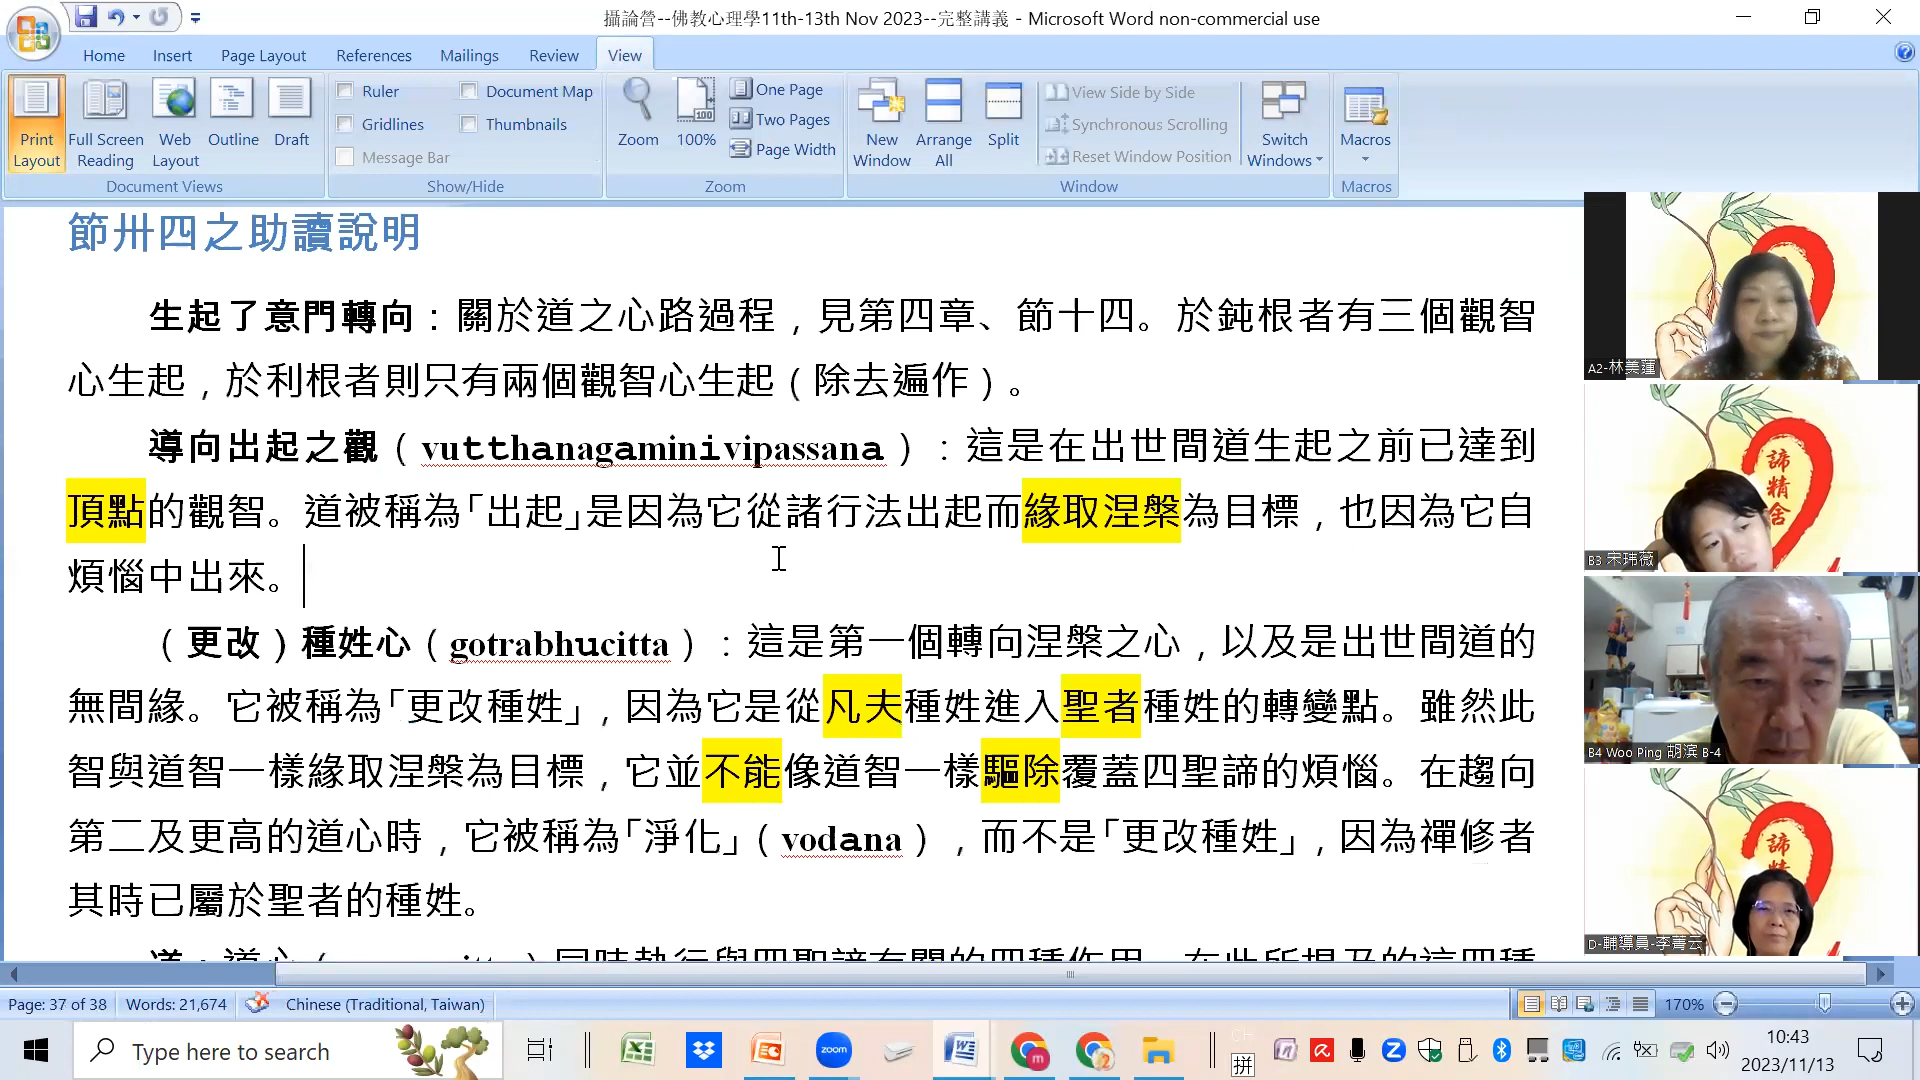 攝論營--佛教心理學11th-13th Nov 2023--完整講義 - Microsoft Word non-commercial use
Home Insert Page Layout References Mailings Review View
Print Layout
Full Screen Reading
Web Layout
Outline
Draft
Document Views
Ruler
Gridlines
Message Bar
Document Map
Thumbnails
Show/Hide
Zoom
100%
One Page
Two Pages
Page Width
Zoom
New Window
Arrange All
Split
View Side by Side
Synchronous Scrolling
Reset Window Position
Window
Switch Windows
Macros
Macros
節卅四之助讀說明
生起了意門轉向：關於道之心路過程，見第四章、節十四。於鈍根者有三個觀智
心生起，於利根者則只有兩個觀智心生起（除去遍作）。
導向出起之觀（vutthanagaminivipassana）：這是在出世間道生起之前已達到
頂點的觀智。道被稱為「出起」是因為它從諸行法出起而緣取涅槃為目標，也因為它自
煩惱中出來。
（更改）種姓心（gotrabhucitta）：這是第一個轉向涅槃之心，以及是出世間道的
無間緣。它被稱為「更改種姓」，因為它是從凡夫種姓進入聖者種姓的轉變點。雖然此
智與道智一樣緣取涅槃為目標，它並不能像道智一樣驅除覆蓋四聖諦的煩惱。在趨向
第二及更高的道心時，它被稱為「淨化」（vodana），而不是「更改種姓」，因為禪修者
其時已屬於聖者的種姓。
A2-林美蓮
諦精舍
B3 宋玮薇
B4 Woo Ping 胡滨 B-4
諦精舍
D-輔導員-李菁云
Page: 37 of 38
Words: 21,674
Chinese (Traditional, Taiwan)
170%
Type here to search
zoom
拼
10:43
2023/11/13